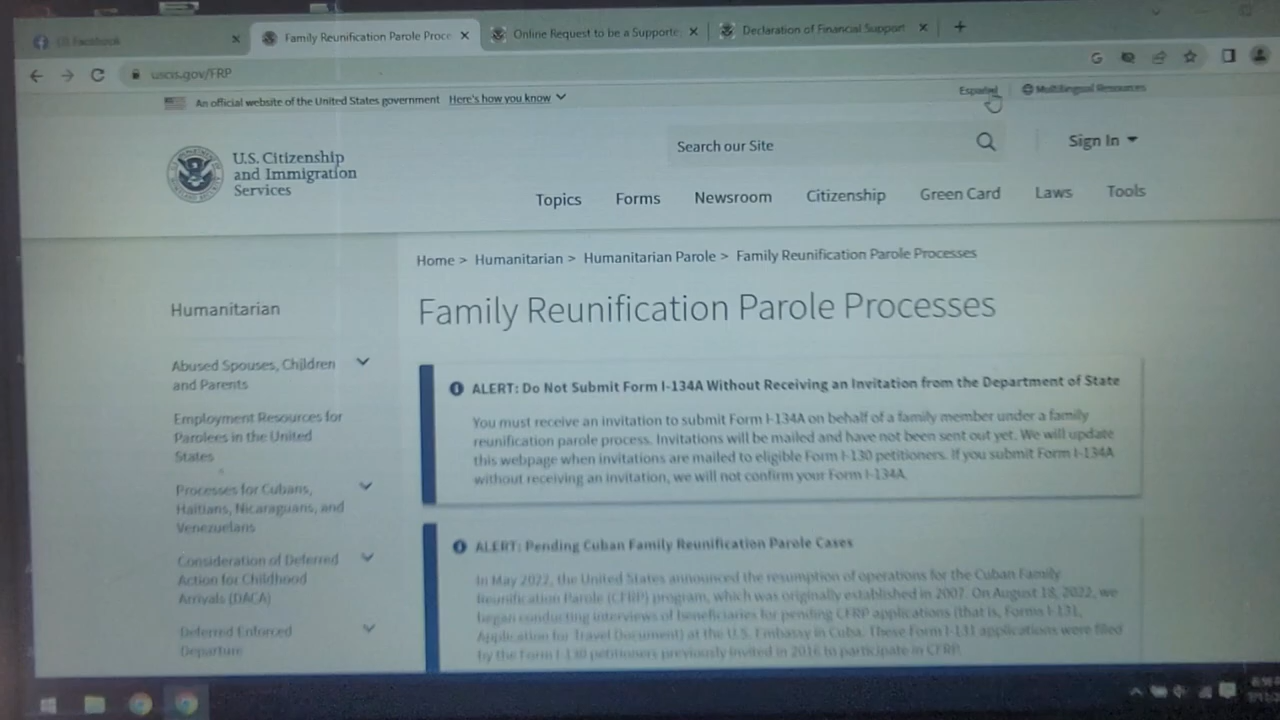 Facebook
Family Reunification Parole Proce
Online Request to be a Supporte
Declaration of Financial Support
uscis.gov/FRP
An official website of the United States government Here's how you know
Español
Multilingual Resources
U.S. Citizenship
and Immigration
Services
Search our Site
Sign In
Topics Forms Newsroom Citizenship Green Card Laws Tools
Home > Humanitarian > Humanitarian Parole > Family Reunification Parole Processes
Humanitarian
Abused Spouses, Children
and Parents
Employment Resources for
Parolees in the United
States
Processes for Cubans,
Haitians, Nicaraguans, and
Venezuelans
Consideration of Deferred
Action for Childhood
Arrivals (DACA)
Deferred Enforced
Departure
Family Reunification Parole Processes
ALERT: Do Not Submit Form I-134A Without Receiving an Invitation from the Department of State
You must receive an invitation to submit Form I-134A on behalf of a family member under a family
reunification parole process. Invitations will be mailed and have not been sent out yet. We will update
this webpage when invitations are mailed to eligible Form I-130 petitioners. If you submit Form I-134A
without receiving an invitation, we will not confirm your Form I-134A.
ALERT: Pending Cuban Family Reunification Parole Cases
In May 2022, the United States announced the resumption of operations for the Cuban Family
Reunification Parole (CFRP) program, which was originally established in 2007. On August 18, 2022, we
began conducting interviews of beneficiaries for pending CFRP applications (that is, Forms I-131,
Application for Travel Document) at the U.S. Embassy in Cuba. These Form I-131 applications were filed
by the Form I-130 petitioners previously invited in 2016 to participate in CFRP.